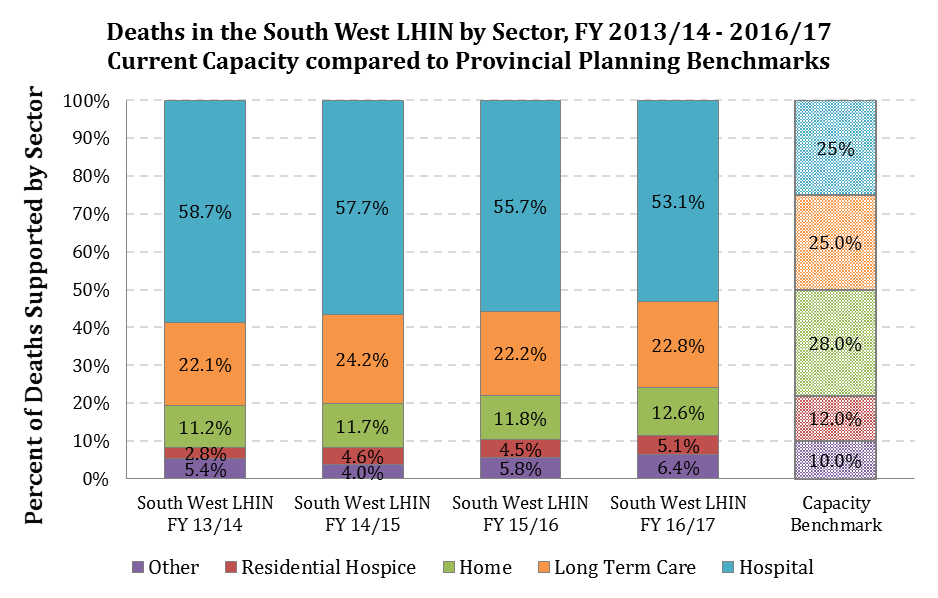 Deaths in the South West LHIN by Sector, FY 2013/14 - 2016/17
Current Capacity compared to Provincial Planning Benchmarks
Percent of Deaths Supported by Sector
100%
90%
80%
70%
60%
50%
40%
30%
20%
10%
0%
58.7%
22.1%
11.2%
2.8%
5.4%
57.7%
24.2%
11.7%
4.6%
4.0%
55.7%
22.2%
11.8%
4.5%
5.8%
53.1%
22.8%
12.6%
5.1%
6.4%
25%
25.0%
28.0%
12.0%
10.0%
South West LHIN
FY 13/14
South West LHIN
FY 14/15
South West LHIN
FY 15/16
South West LHIN
FY 16/17
Capacity
Benchmark
Other
Residential Hospice
Home
Long Term Care
Hospital